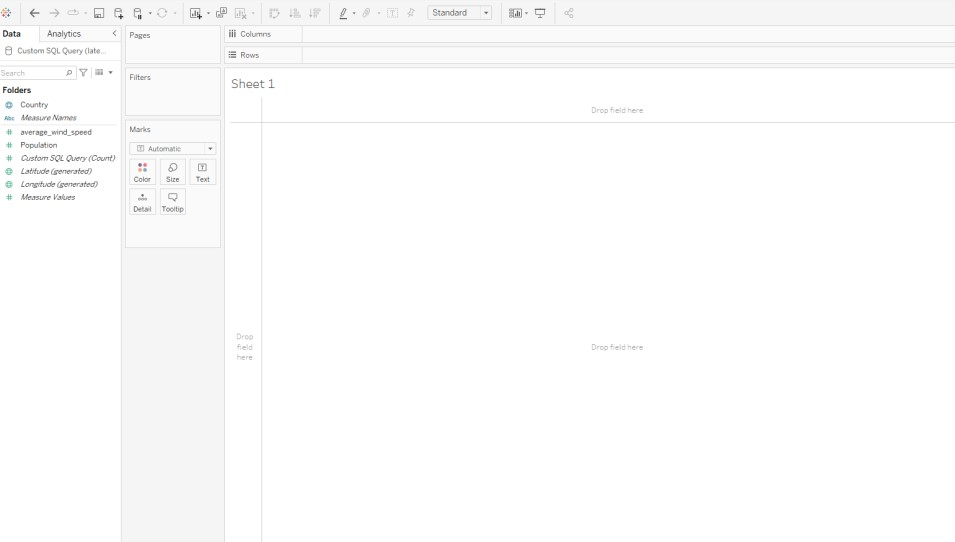 Standard
Data
Analytics
Custom SQL Query (late...
Search
Folders
Country
Abc
Measure Names
average_wind_speed
Population
Custom SQL Query (Count)
Latitude (generated)
Longitude (generated)
Measure Values
Pages
Filters
Marks
Automatic
Color
Size
Text
Detail
Tooltip
Columns
Rows
Sheet 1
Drop field here
Drop
field
here
Drop field here